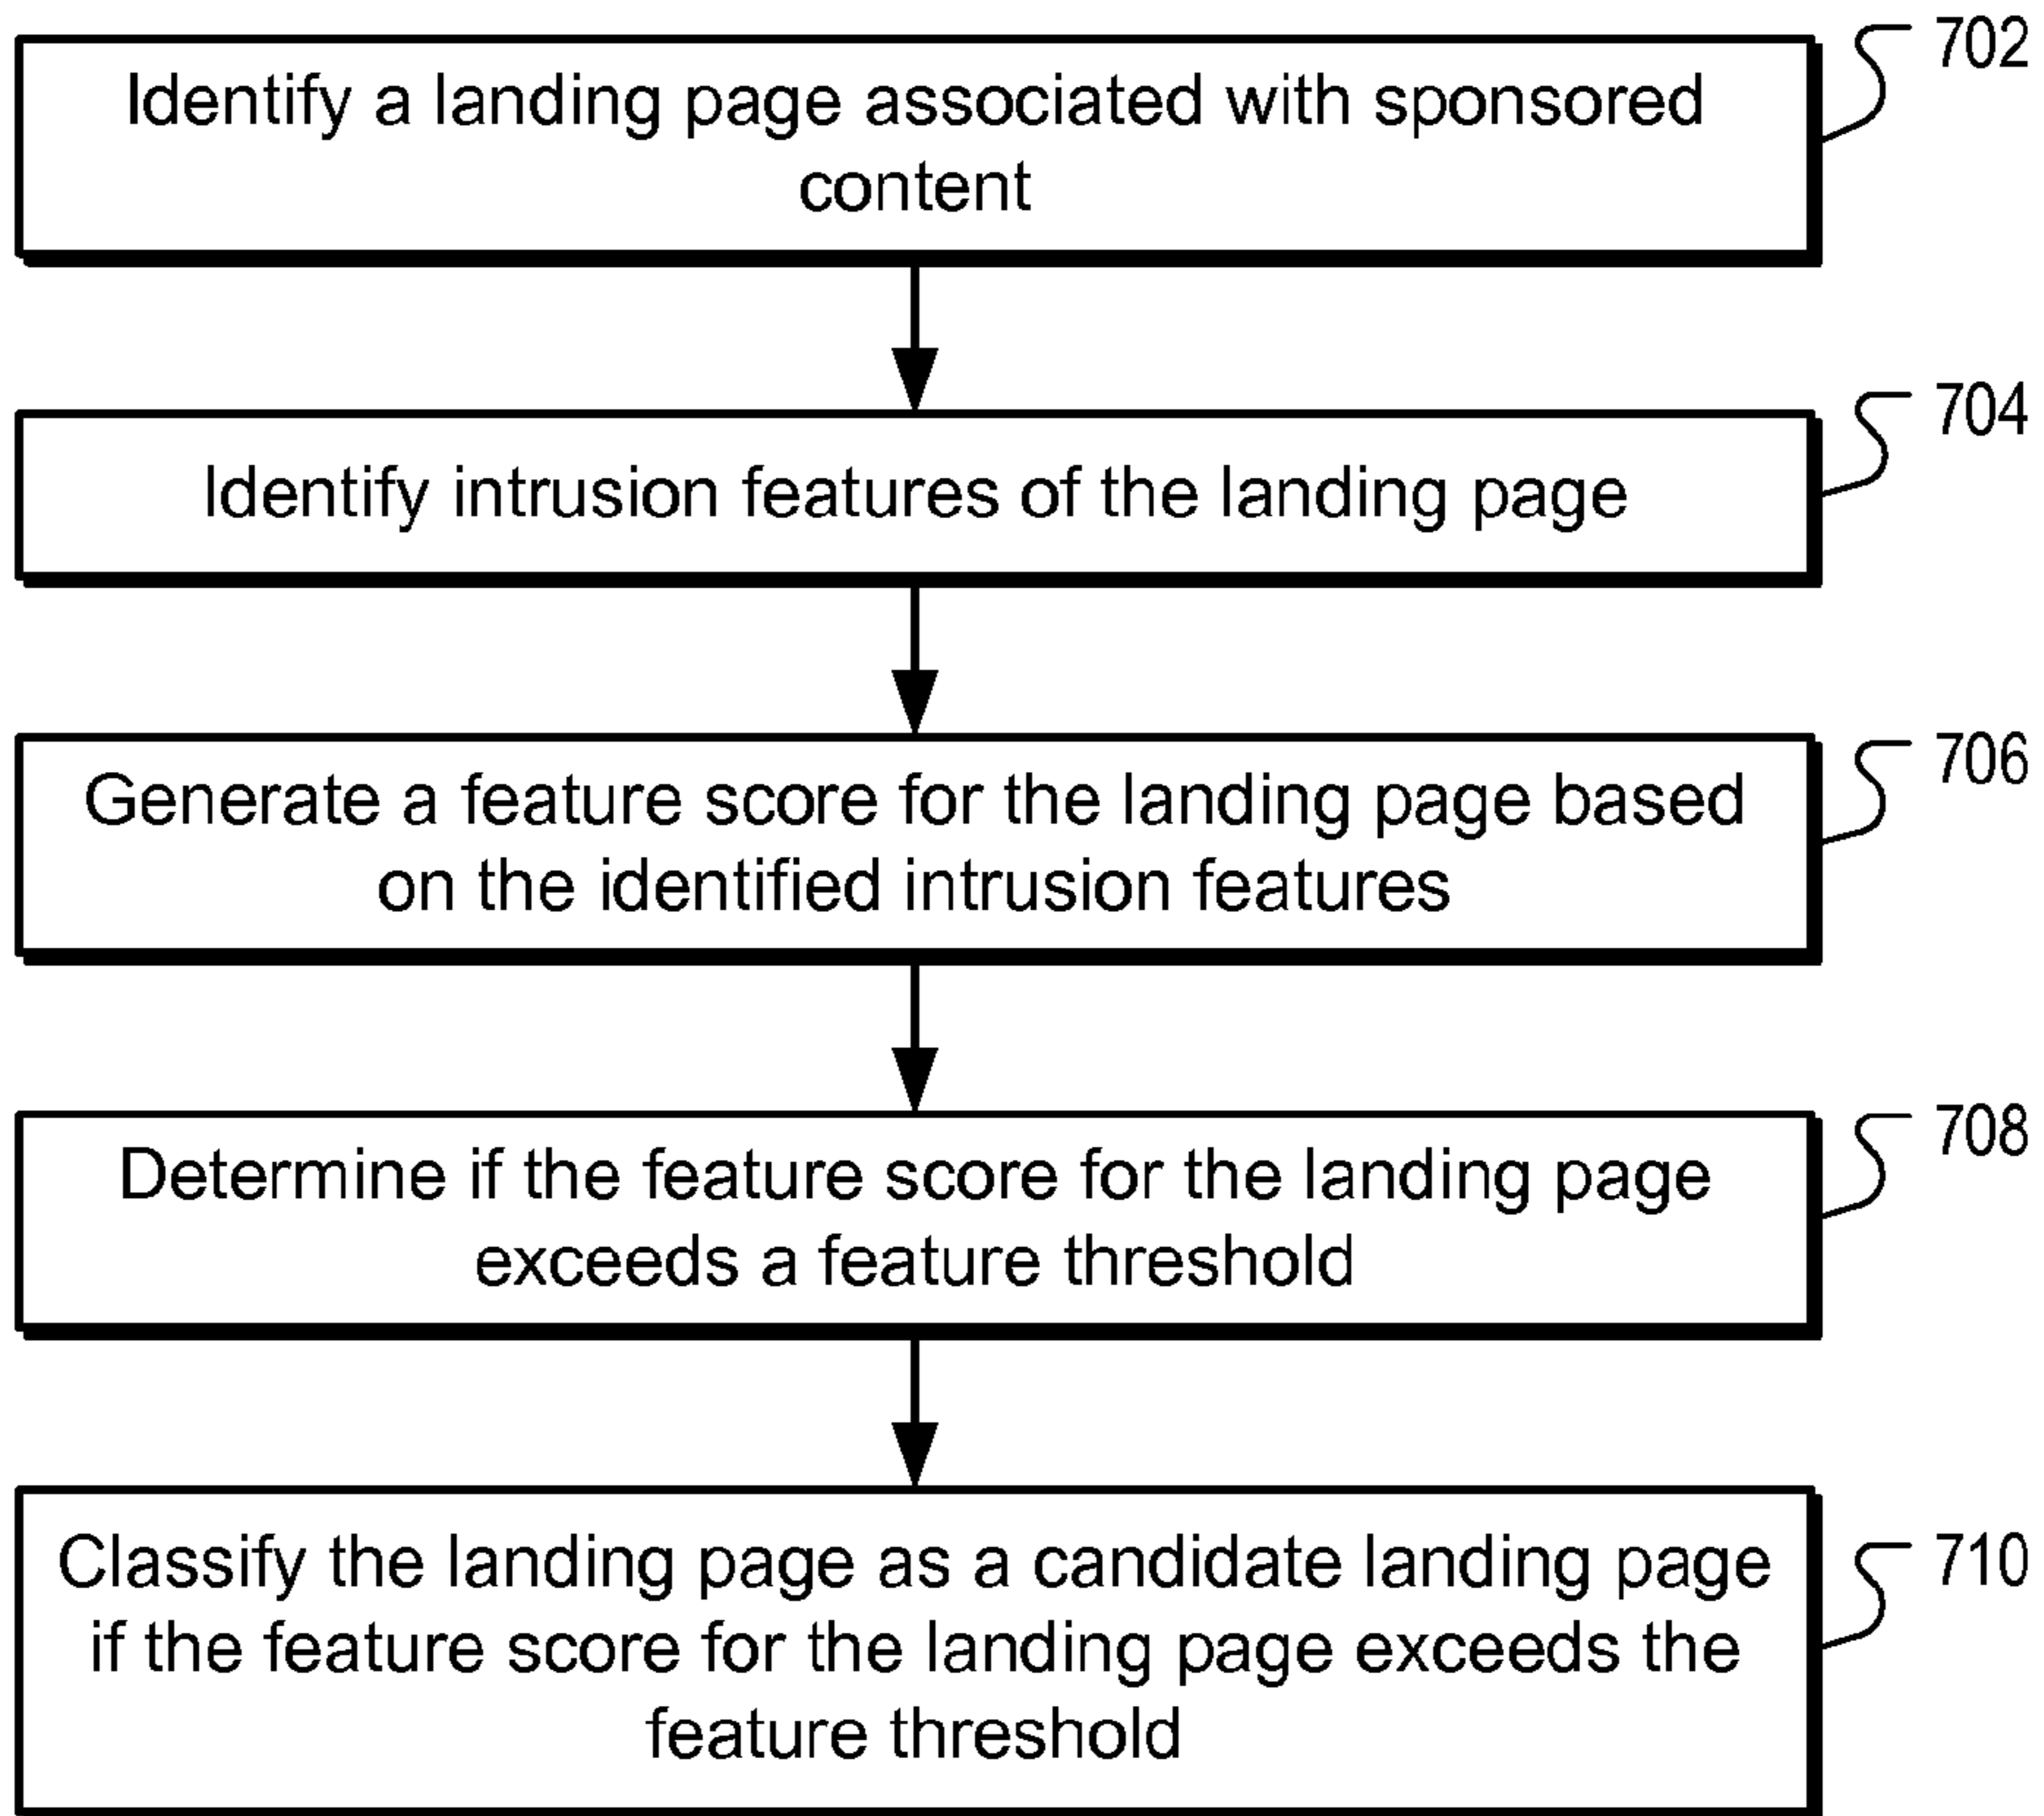 702
Identify a landing page associated with sponsored
content
704
Identify intrusion features of the landing page
706
Generate a feature score for the landing page based
on the identified intrusion features
708
Determine if the feature score for the landing page
exceeds a feature threshold
710
Classify the landing page as a candidate landing page
if the feature score for the landing page exceeds the
feature threshold